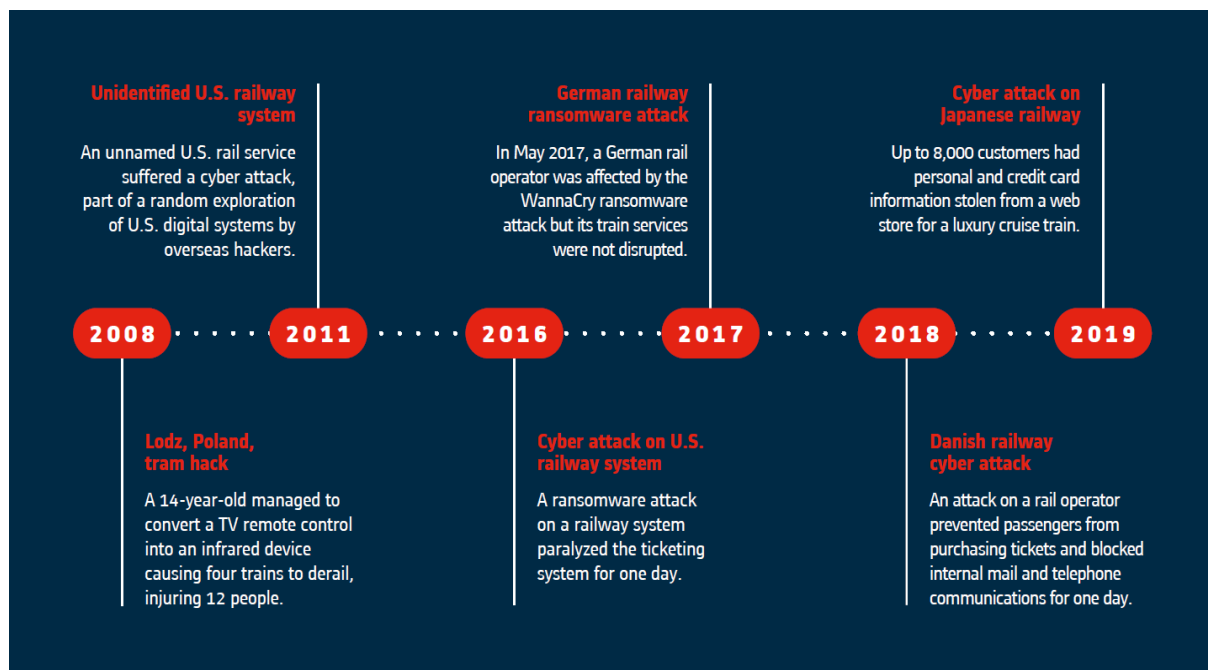 Unidentified U.S. railway
system
An unnamed U.S. rail service
suffered a cyber attack,
part of a random exploration
of U.S. digital systems by
overseas hackers.
German railway
ransomware attack
In May 2017, a German rail
operator was affected by the
WannaCry ransomware
attack but its train services
were not disrupted.
Cyber attack on
Japanese railway
Up to 8,000 customers had
personal and credit card
information stolen from a web
store for a luxury cruise train.
2008
2011
2016
2017
2018
2019
Lodz, Poland,
tram hack
A 14-year-old managed to
convert a TV remote control
into an infrared device
causing four trains to derail,
injuring 12 people.
Cyber attack on U.S.
railway system
A ransomware attack
on a railway system
paralyzed the ticketing
system for one day.
Danish railway
cyber attack
An attack on a rail operator
prevented passengers from
purchasing tickets and blocked
internal mail and telephone
communications for one day.